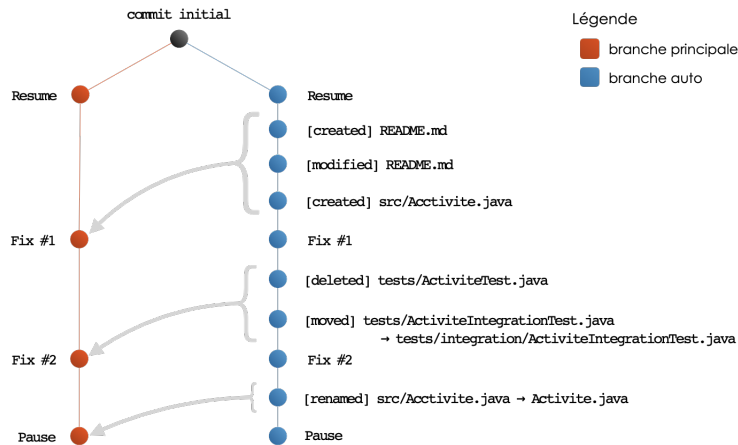 commit initial
Légende
branche principale
branche auto
Resume
Resume
[created] README.md
[modified] README.md
[created] src/Acctivite.java
Fix #1
Fix #1
[deleted] tests/ActiviteTest.java
[moved] tests/ActiviteIntegrationTest.java
→ tests/integration/ActiviteIntegrationTest.java
Fix #2
Fix #2
[renamed] src/Acctivite.java → Activite.java
Pause
Pause